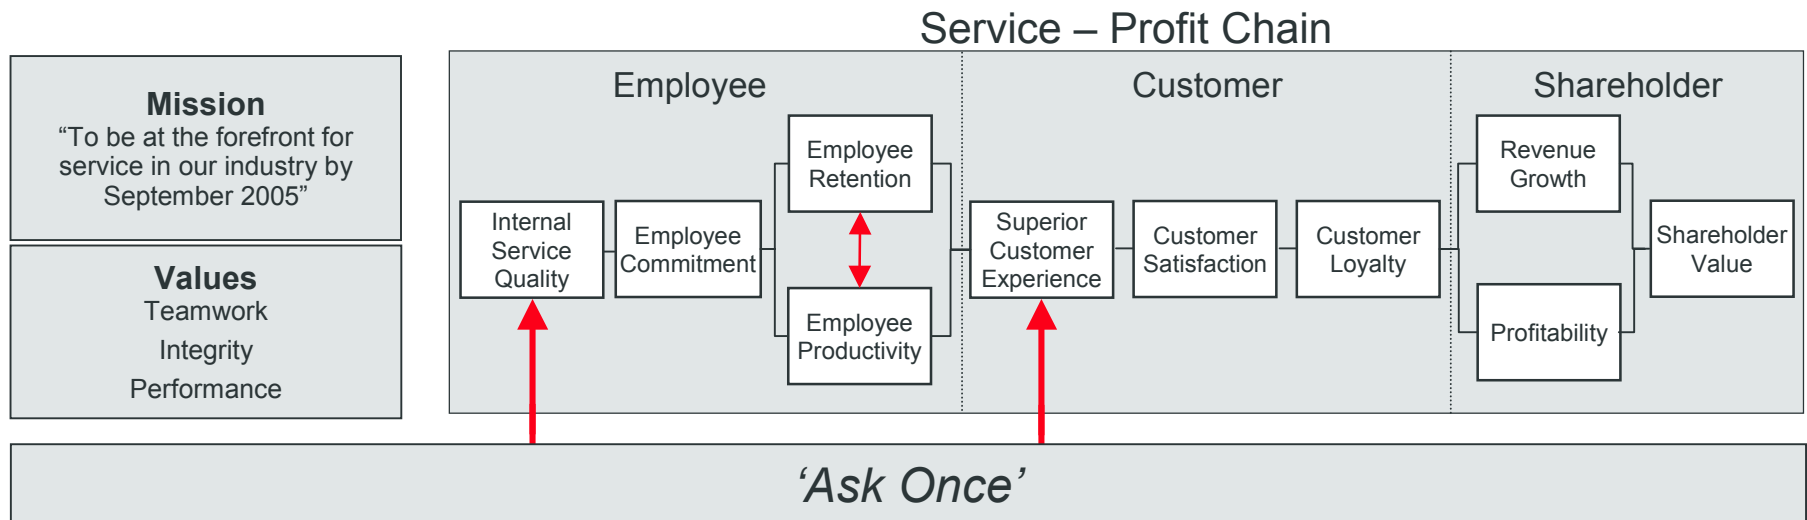 Service – Profit Chain
Mission
“To be at the forefront for
service in our industry by
September 2005”
Values
Teamwork
Integrity
Performance
Employee
Customer
Shareholder
Internal
Service
Quality
Employee
Commitment
Employee
Retention
Employee
Productivity
Superior
Customer
Experience
Customer
Satisfaction
Customer
Loyalty
Revenue
Growth
Profitability
Shareholder
Value
‘Ask Once’